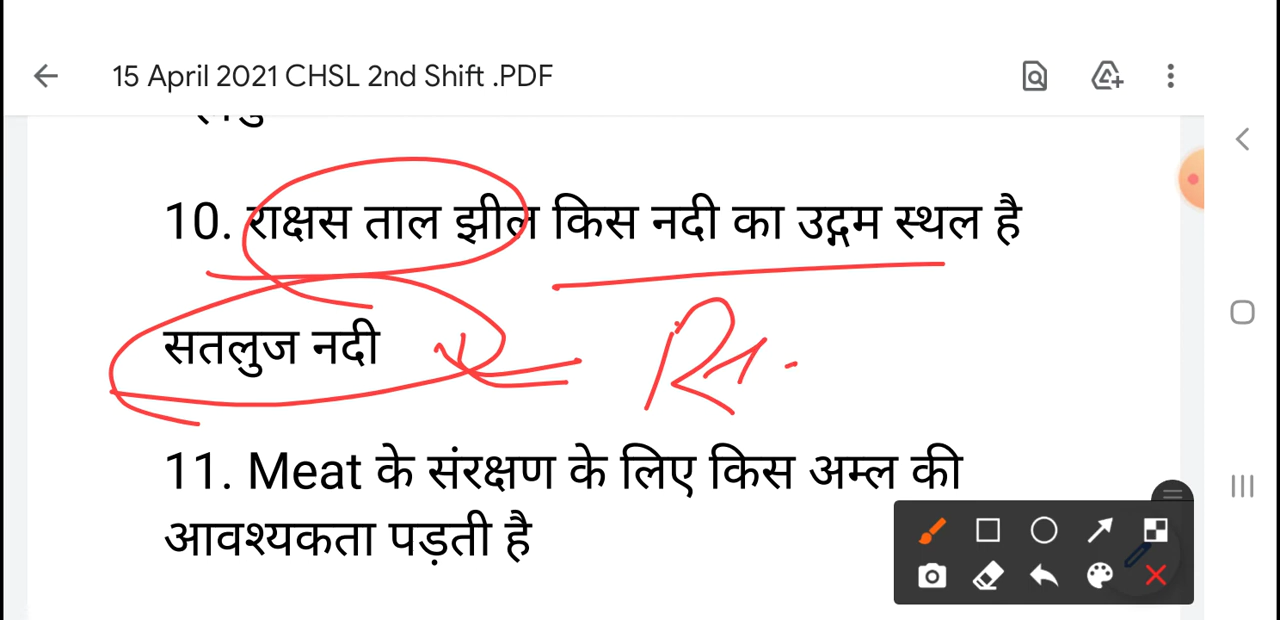 15 April 2021 CHSL 2nd Shift .PDF
10. राक्षस ताल झील किस नदी का उद्गम स्थल है
सतलुज नदी
11. Meat के संरक्षण के लिए किस अम्ल की
आवश्यकता पड़ती है